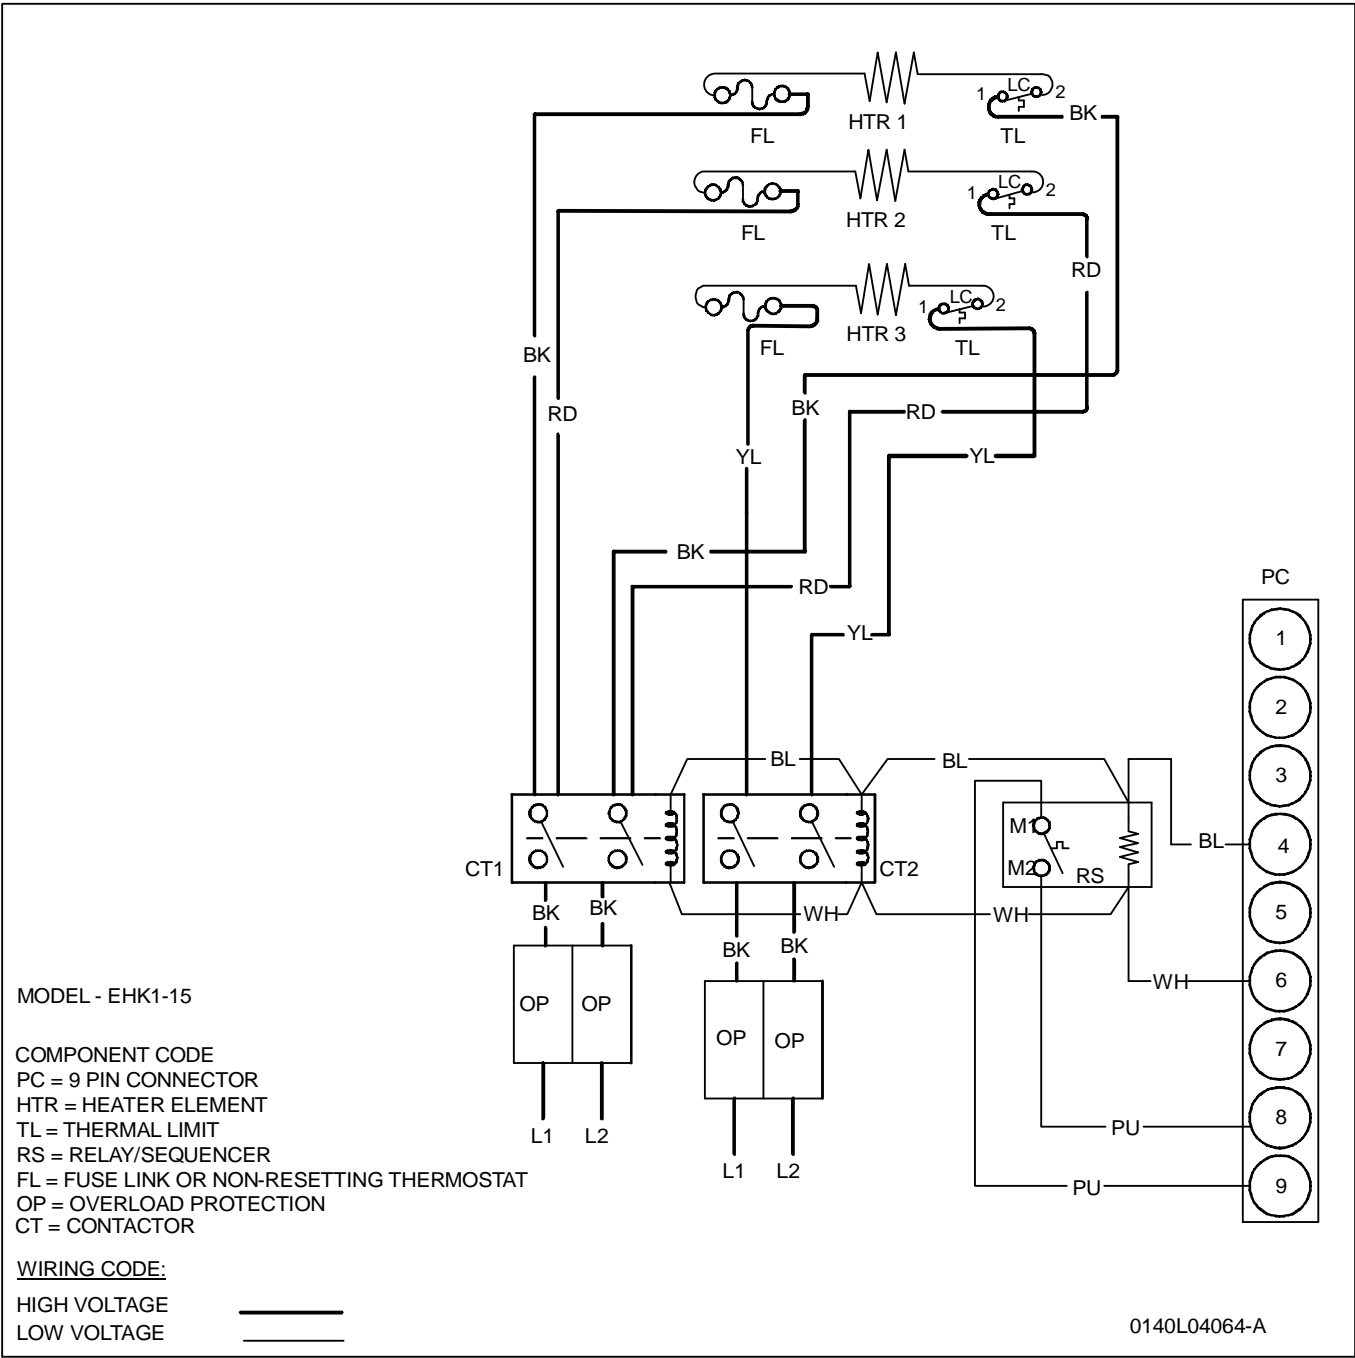 1 LC 2
HTR 1
BK
FL
TL
1 LC 2
HTR 2
FL
TL
RD
1 LC 2
HTR 3
FL
TL
BK
BK
RD
RD
YL
YL
BK
PC
RD
YL
1
2
BL
BL
3
M1
BL
4
CT1
CT2
M2
RS
BK
BK
WH
WH
5
BK
BK
WH
6
OP
OP
OP
OP
7
8
PU
L1
L2
L1
L2
PU
9
MODEL - EHK1-15
COMPONENT CODE
PC = 9 PIN CONNECTOR
HTR = HEATER ELEMENT
TL = THERMAL LIMIT
RS = RELAY/SEQUENCER
FL = FUSE LINK OR NON-RESETTING THERMOSTAT
OP = OVERLOAD PROTECTION
CT = CONTACTOR
WIRING CODE:
HIGH VOLTAGE
LOW VOLTAGE
0140L04064-A